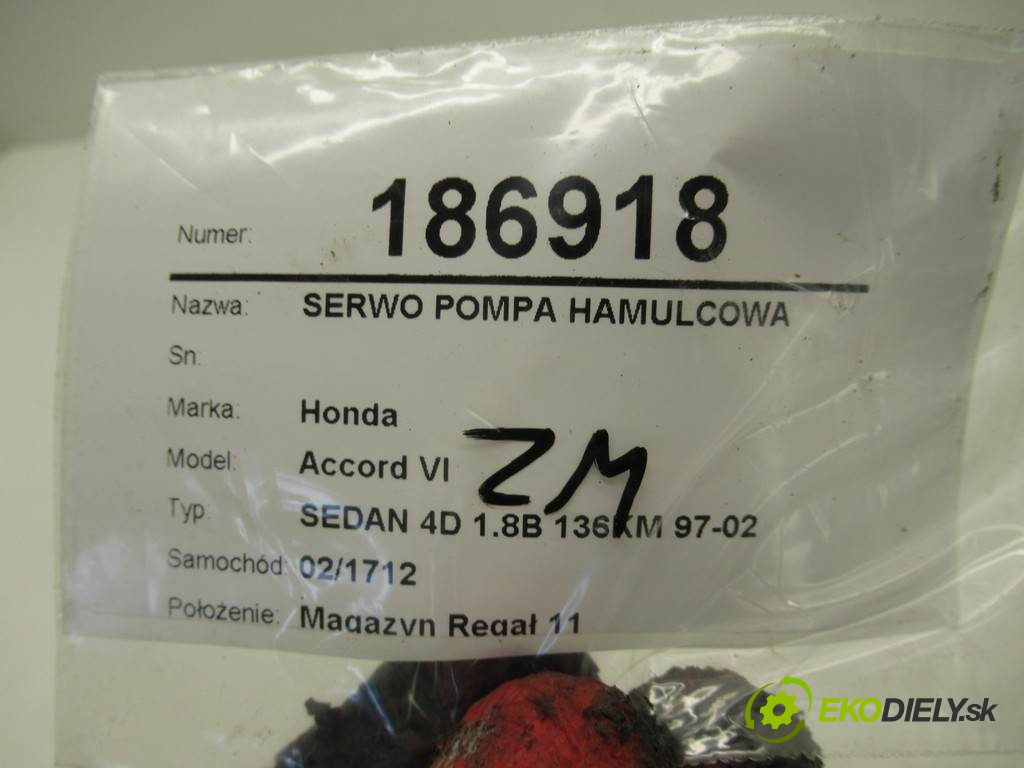 Numer: 186918
Nazwa: SERWO POMPA HAMULCOWA
Sn:
Marka: Honda
Model: Accord VI
ZM
Typ: SEDAN 4D 1.8B 136KM 97-02
Samochód: 02/1712
Położenie: Magazyn Regał 11
EKODIELY.sk